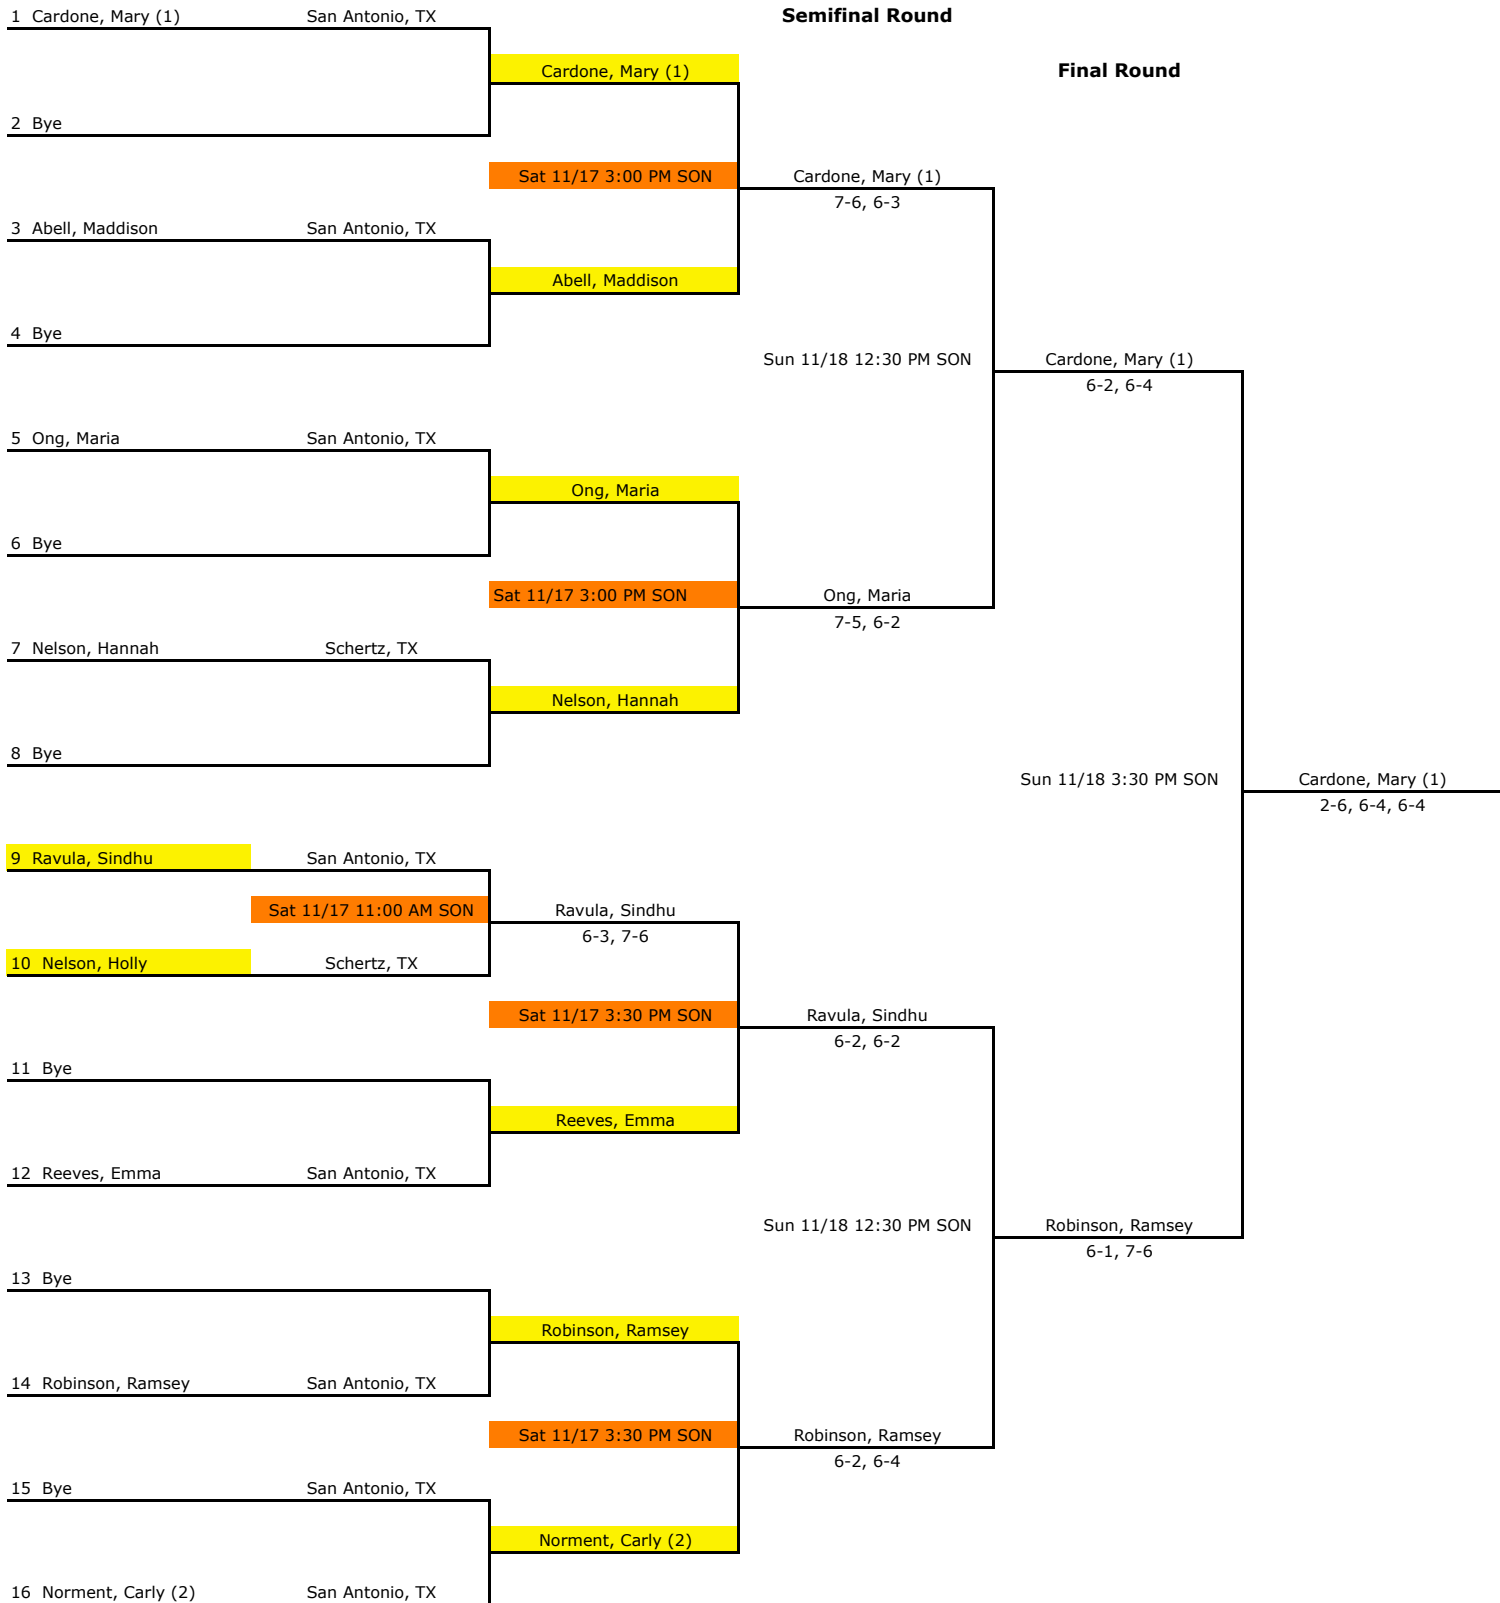 1 Cardone, Mary (1) San Antonio, TX
Semifinal Round
Cardone, Mary (1)
Final Round
2 Bye
Sat 11/17 3:00 PM SON
Cardone, Mary (1)
7-6, 6-3
3 Abell, Maddison San Antonio, TX
Abell, Maddison
4 Bye
Sun 11/18 12:30 PM SON
Cardone, Mary (1)
6-2, 6-4
5 Ong, Maria San Antonio, TX
Ong, Maria
6 Bye
Sat 11/17 3:00 PM SON
Ong, Maria
7-5, 6-2
7 Nelson, Hannah Schertz, TX
Nelson, Hannah
8 Bye
Sun 11/18 3:30 PM SON
Cardone, Mary (1)
2-6, 6-4, 6-4
9 Ravula, Sindhu San Antonio, TX
Sat 11/17 11:00 AM SON
Ravula, Sindhu
6-3, 7-6
10 Nelson, Holly Schertz, TX
Sat 11/17 3:30 PM SON
Ravula, Sindhu
6-2, 6-2
11 Bye
Reeves, Emma
12 Reeves, Emma San Antonio, TX
Sun 11/18 12:30 PM SON
Robinson, Ramsey
6-1, 7-6
13 Bye
Robinson, Ramsey
14 Robinson, Ramsey San Antonio, TX
Sat 11/17 3:30 PM SON
Robinson, Ramsey
6-2, 6-4
15 Bye San Antonio, TX
Norment, Carly (2)
16 Norment, Carly (2) San Antonio, TX